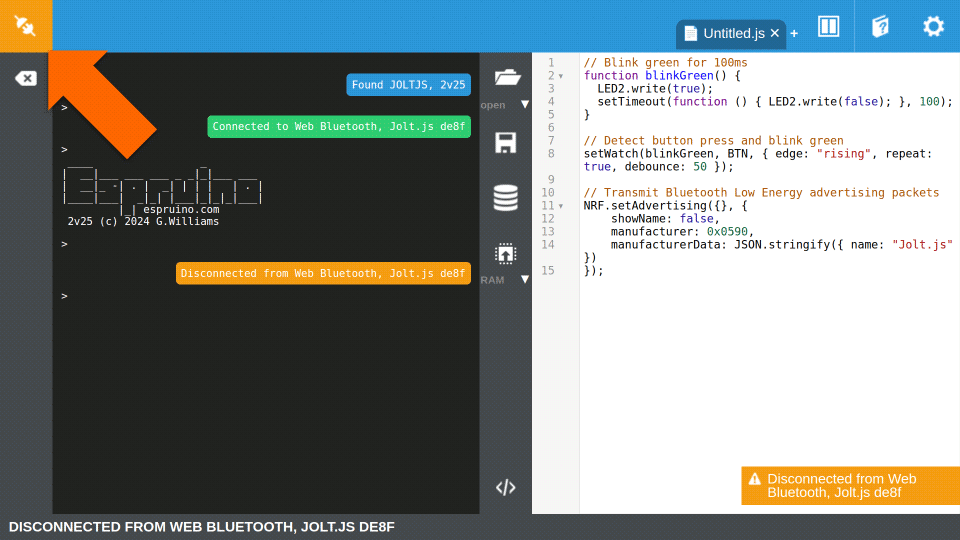 Untitled.js ✕ +
Found JOLTJS, 2v25
>
Connected to Web Bluetooth, Jolt.js de8f
>
Espruino
espruino.com
2v25 (c) 2024 G.Williams
>
Disconnected from Web Bluetooth, Jolt.js de8f
>
open ▼
RAM ▼
</>
1 // Blink green for 100ms
2 function blinkGreen() {
3 LED2.write(true);
4 setTimeout(function () { LED2.write(false); }, 100);
5 }
6
7 // Detect button press and blink green
8 setWatch(blinkGreen, BTN, { edge: "rising", repeat:
true, debounce: 50 });
9
10 // Transmit Bluetooth Low Energy advertising packets
11 NRF.setAdvertising({}, {
12 showName: false,
13 manufacturer: 0x0590,
14 manufacturerData: JSON.stringify({ name: "Jolt.js"
})
15 });
Disconnected from Web
Bluetooth, Jolt.js de8f
DISCONNECTED FROM WEB BLUETOOTH, JOLT.JS DE8F